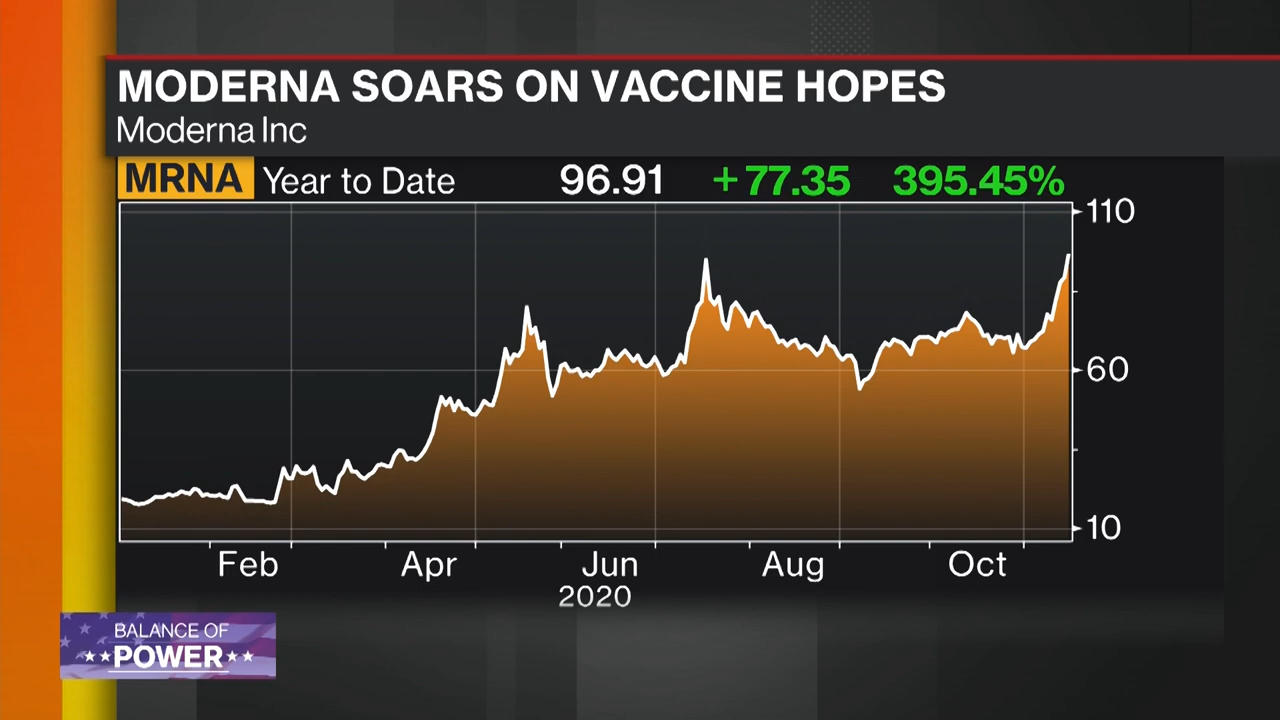 MODERNA SOARS ON VACCINE HOPES
Moderna Inc
MRNA Year to Date 96.91 +77.35 395.45%
110
60
10
Feb Apr Jun Aug Oct
2020
BALANCE OF
POWER